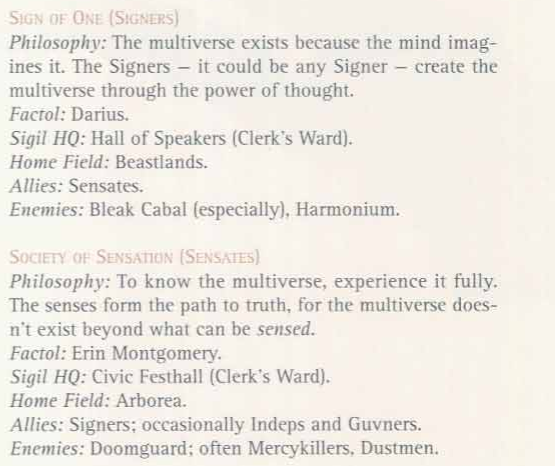 SIGN OF ONE (SIGNERS)
Philosophy: The multiverse exists because the mind imag-
ines it. The Signers – it could be any Signer – create the
multiverse through the power of thought.
Factol: Darius.
Sigil HQ: Hall of Speakers (Clerk's Ward).
Home Field: Beastlands.
Allies: Sensates.
Enemies: Bleak Cabal (especially), Harmonium.
SOCIETY OF SENSATION (SENSATES)
Philosophy: To know the multiverse, experience it fully.
The senses form the path to truth, for the multiverse does-
n't exist beyond what can be sensed.
Factol: Erin Montgomery.
Sigil HQ: Civic Festhall (Clerk's Ward).
Home Field: Arborea.
Allies: Signers; occasionally Indeps and Guvners.
Enemies: Doomguard; often Mercykillers, Dustmen.